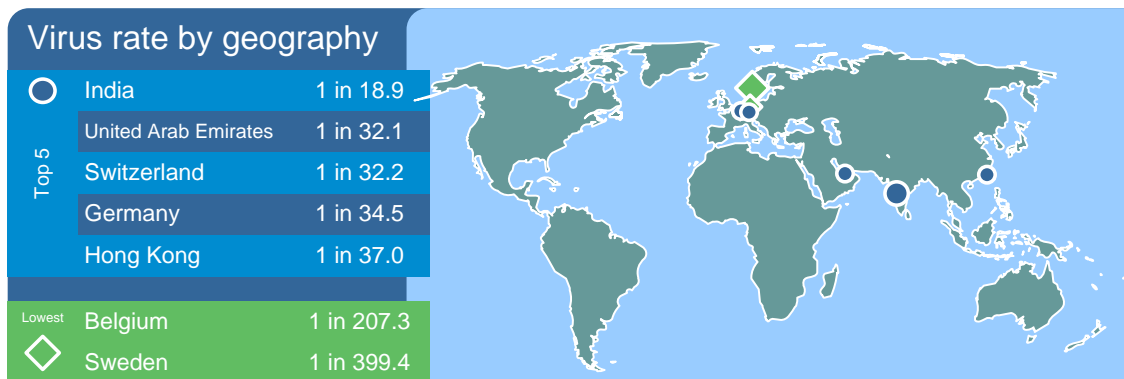 Virus rate by geography
Top 5
India 1 in 18.9
United Arab Emirates 1 in 32.1
Switzerland 1 in 32.2
Germany 1 in 34.5
Hong Kong 1 in 37.0
Lowest
Belgium 1 in 207.3
Sweden 1 in 399.4